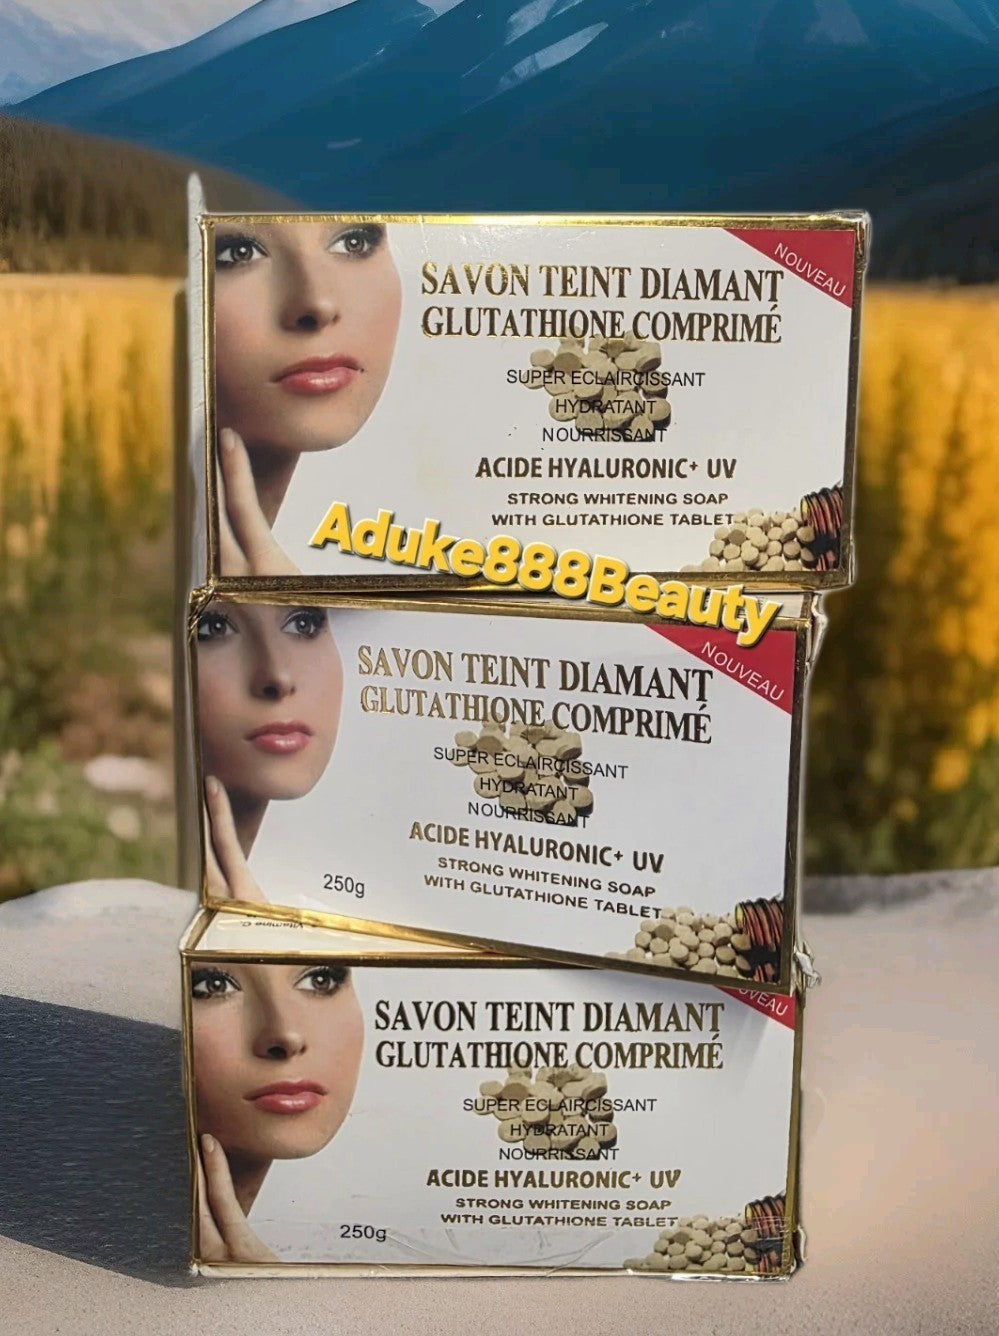 NOUVEAU
SAVON TEINT DIAMANT
GLUTATHIONE COMPRIMÉ
SUPER ECLAIRCISSANT
HYDRATANT
NOURRISSANT
ACIDE HYALURONIC+ UV
STRONG WHITENING SOAP
WITH GLUTATHIONE TABLET
Aduke888Beauty
NOUVEAU
SAVON TEINT DIAMANT
GLUTATHIONE COMPRIMÉ
SUPER ECLAIRCISSANT
HYDRATANT
NOURRISSANT
ACIDE HYALURONIC+ UV
STRONG WHITENING SOAP
WITH GLUTATHIONE TABLET
250g
SAVON TEINT DIAMANT
GLUTATHIONE COMPRIMÉ
SUPER ECLAIRCISSANT
HYDRATANT
NOURRISSANT
ACIDE HYALURONIC+ UV
STRONG WHITENING SOAP
WITH GLUTATHIONE TABLET
250g